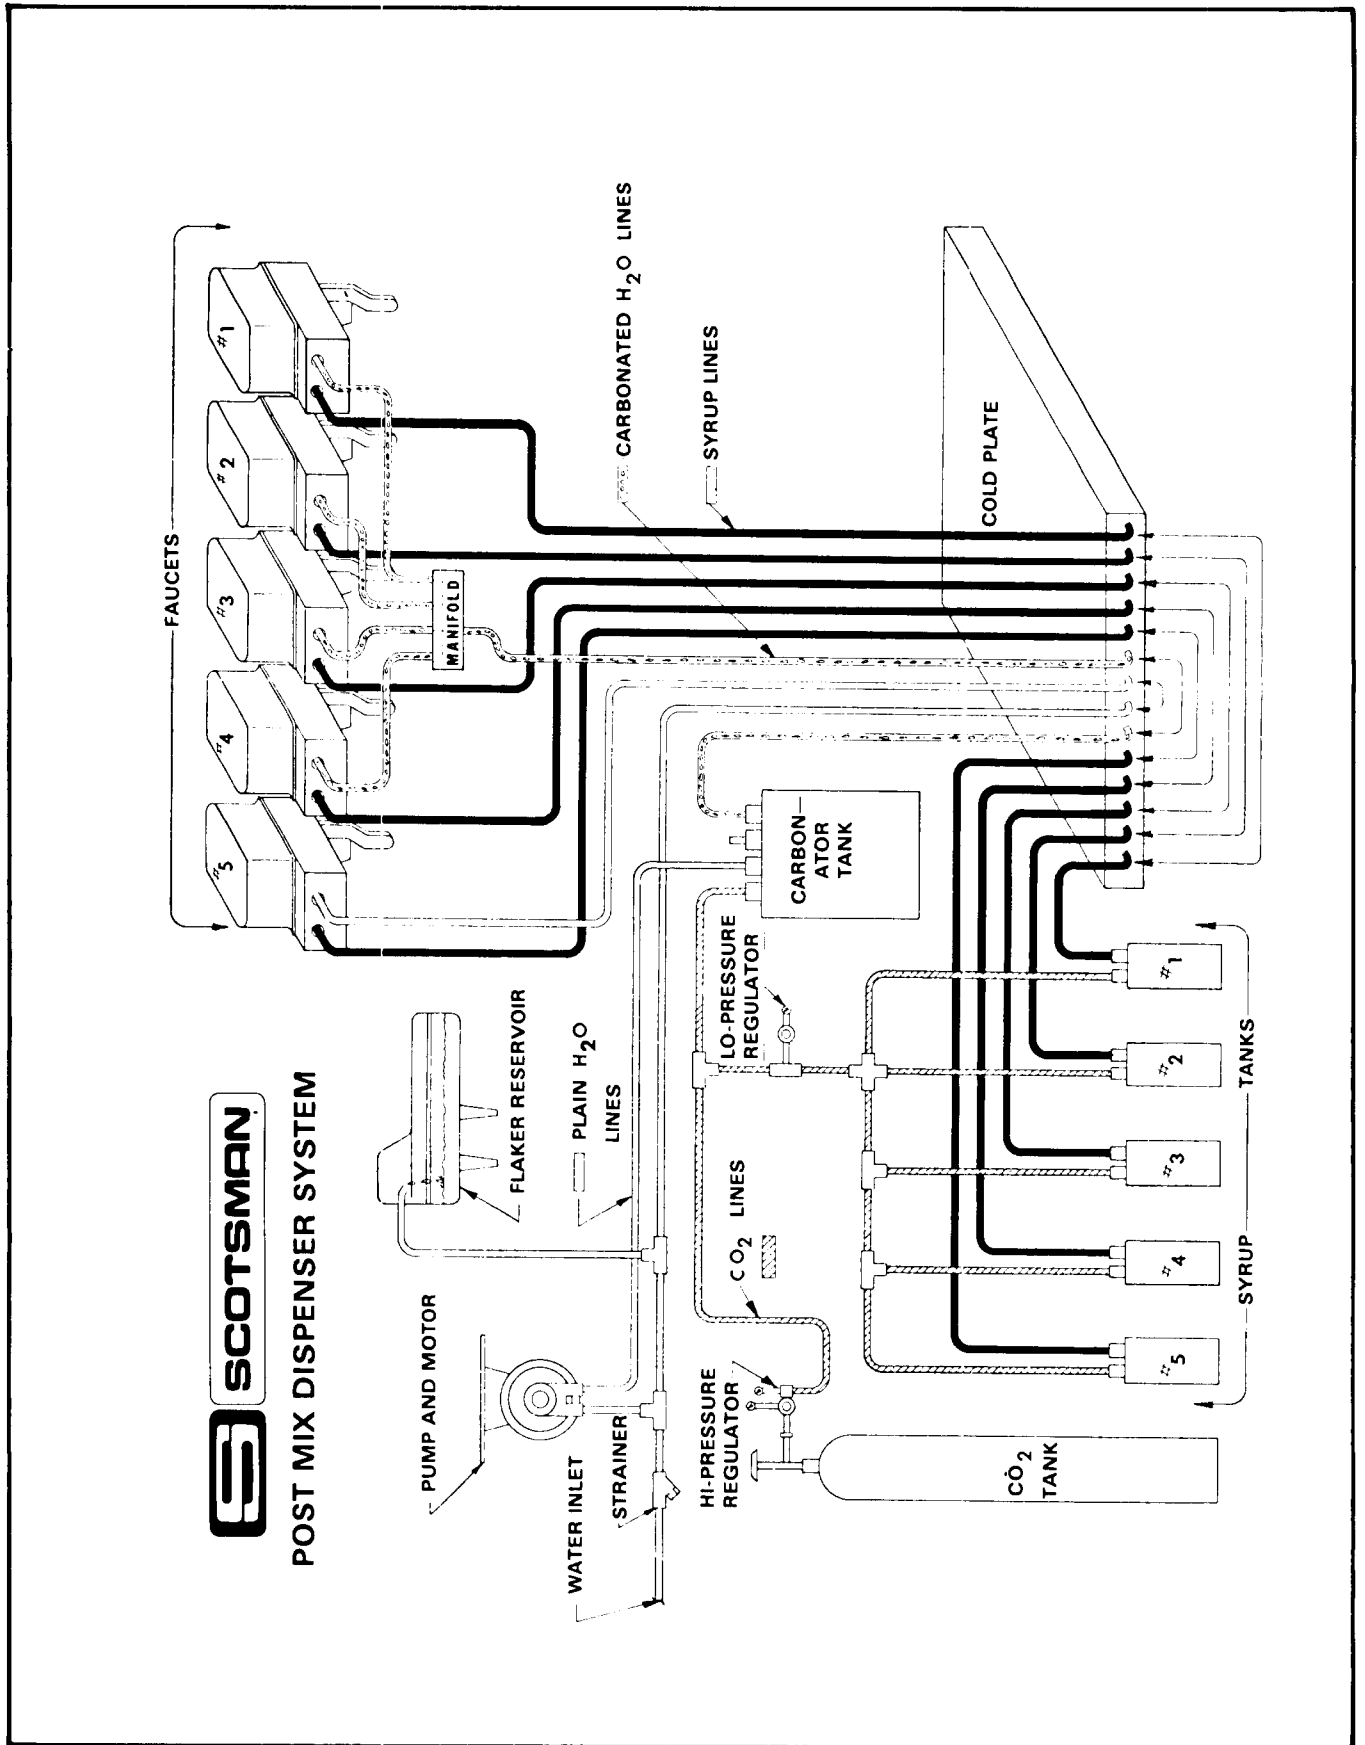 SCOTSMAN
POST MIX DISPENSER SYSTEM
FAUCETS
#5
#4
#3
#2
#1
FLAKER RESERVOIR
PUMP AND MOTOR
MANIFOLD
PLAIN H2O
LINES
CARBONATED H2O LINES
SYRUP LINES
WATER INLET
STRAINER
HI-PRESSURE
REGULATOR
CO2 LINES
LO-PRESSURE
REGULATOR
CARBON—
ATOR
TANK
COLD PLATE
CO2
TANK
#5
#4
#3
#2
#1
SYRUP TANKS